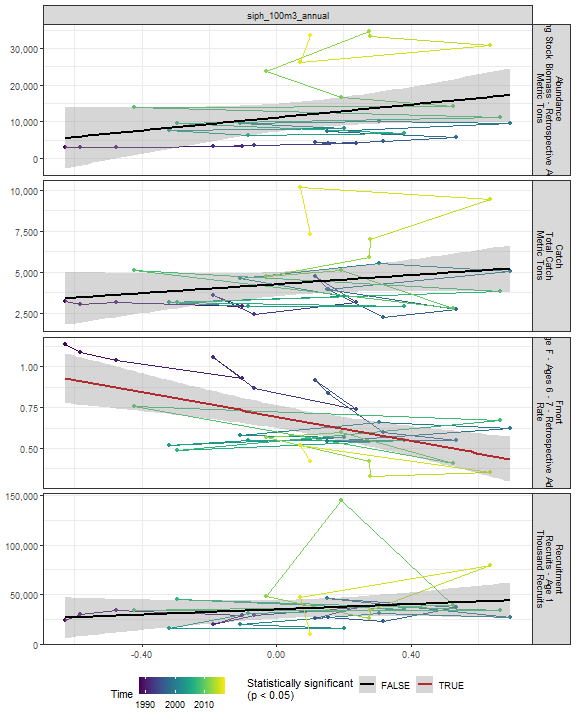 siph_100m3_annual
30,000
20,000
10,000
0
Abundance
ng Stock Biomass - Retrospective A
Metric Tons
10,000
7,500
5,000
2,500
Catch
Total Catch
Metric Tons
1.00
0.75
0.50
Fmort
ge F - Ages 6 - 7 - Retrospective Ad
Rate
150,000
100,000
50,000
0
Recruitment
Recruits - Age 1
Thousand Recruits
-0.40
0.00
0.40
Time
1990 2000 2010
Statistically significant
(p < 0.05)
FALSE
TRUE